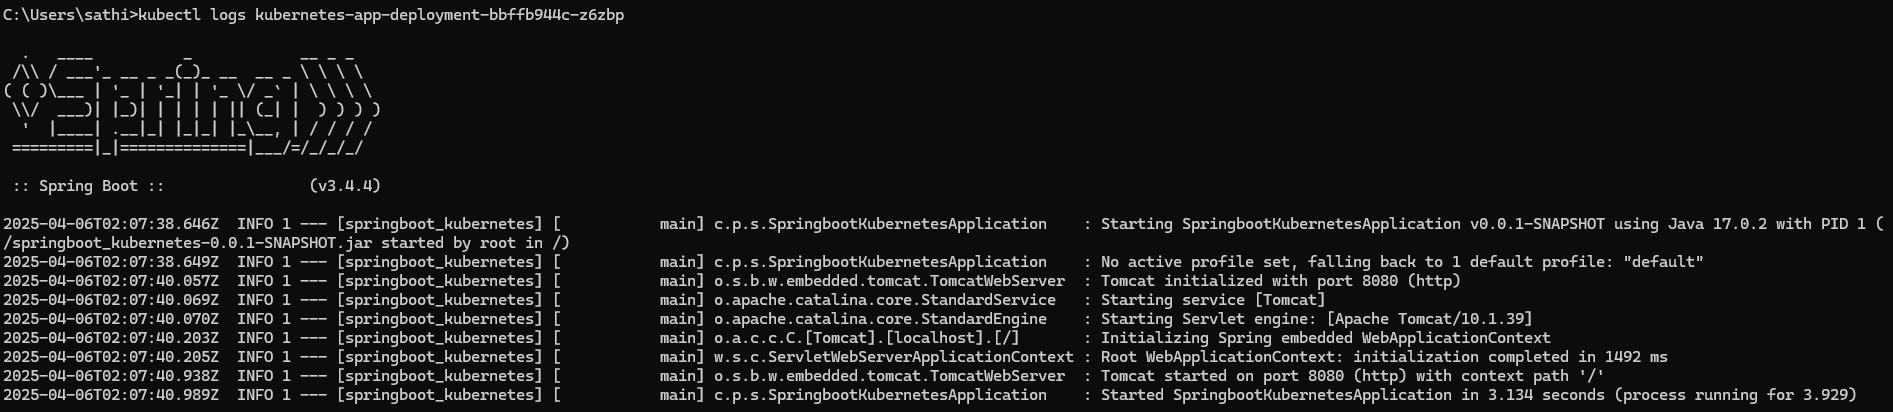 C:\Users\sathi>kubectl logs kubernetes-app-deployment-bbffb944c-z6zbp

  .   ____          _            __ _ _
 /\\ / ___'_ __ _ _(_)_ __  __ _ \ \ \ \
( ( )\___ | '_ | '_| | '_ \/ _` | \ \ \ \
 \\/  ___)| |_)| | | | | || (_| |  ) ) ) )
  '  |____| .__|_| |_|_| |_\__, | / / / /
 =========|_|==============|___/=/_/_/_/

 :: Spring Boot ::                (v3.4.4)

2025-04-06T02:07:38.646Z  INFO 1 --- [springboot_kubernetes] [           main] c.p.s.SpringbootKubernetesApplication    : Starting SpringbootKubernetesApplication v0.0.1-SNAPSHOT using Java 17.0.2 with PID 1 (
/springboot_kubernetes-0.0.1-SNAPSHOT.jar started by root in /)
2025-04-06T02:07:38.649Z  INFO 1 --- [springboot_kubernetes] [           main] c.p.s.SpringbootKubernetesApplication    : No active profile set, falling back to 1 default profile: "default"
2025-04-06T02:07:40.057Z  INFO 1 --- [springboot_kubernetes] [           main] o.s.b.w.embedded.tomcat.TomcatWebServer  : Tomcat initialized with port 8080 (http)
2025-04-06T02:07:40.069Z  INFO 1 --- [springboot_kubernetes] [           main] o.apache.catalina.core.StandardService   : Starting service [Tomcat]
2025-04-06T02:07:40.070Z  INFO 1 --- [springboot_kubernetes] [           main] o.apache.catalina.core.StandardEngine    : Starting Servlet engine: [Apache Tomcat/10.1.39]
2025-04-06T02:07:40.203Z  INFO 1 --- [springboot_kubernetes] [           main] o.a.c.c.C.[Tomcat].[localhost].[/]       : Initializing Spring embedded WebApplicationContext
2025-04-06T02:07:40.205Z  INFO 1 --- [springboot_kubernetes] [           main] w.s.c.ServletWebServerApplicationContext : Root WebApplicationContext: initialization completed in 1492 ms
2025-04-06T02:07:40.938Z  INFO 1 --- [springboot_kubernetes] [           main] o.s.b.w.embedded.tomcat.TomcatWebServer  : Tomcat started on port 8080 (http) with context path '/'
2025-04-06T02:07:40.989Z  INFO 1 --- [springboot_kubernetes] [           main] c.p.s.SpringbootKubernetesApplication    : Started SpringbootKubernetesApplication in 3.134 seconds (process running for 3.929)